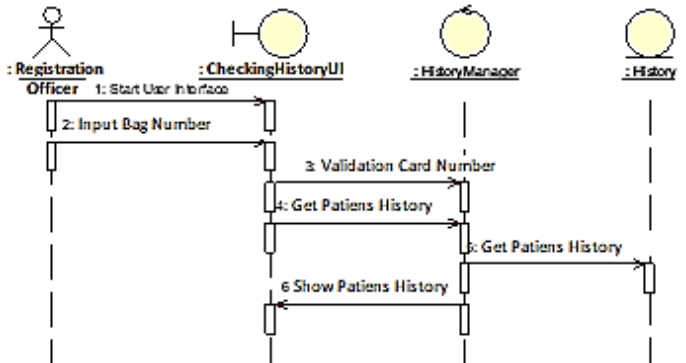 : Registration
Officer
: CheckingHistoryUI
: HistoryManager
: History
1: Start User Interface
2: Input Bag Number
3: Validation Card Number
4: Get Patiens History
5: Get Patiens History
6 Show Patiens History